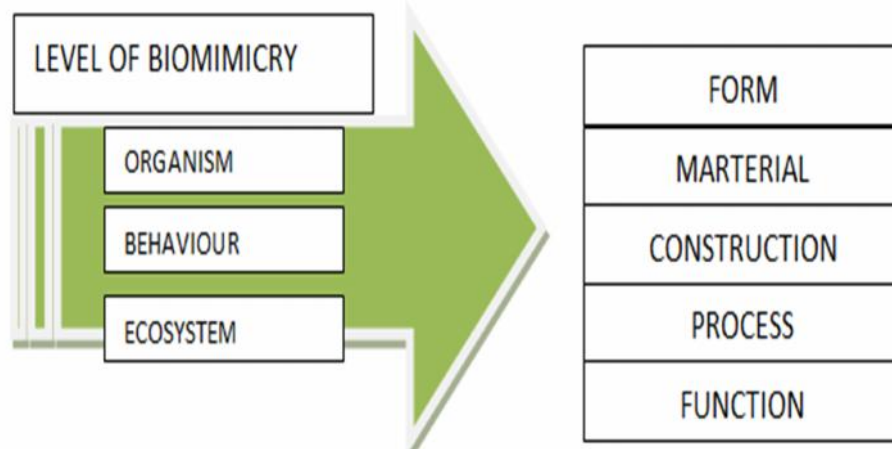 LEVEL OF BIOMIMICRY
ORGANISM
BEHAVIOUR
ECOSYSTEM
FORM
MARTERIAL
CONSTRUCTION
PROCESS
FUNCTION